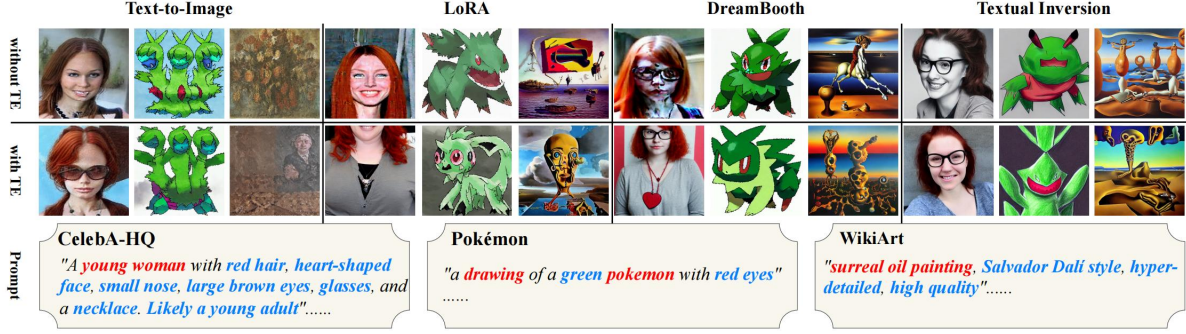 Text-to-Image LoRA DreamBooth Textual Inversion
without TE
with TE
Prompt
CelebA-HQ
"A young woman with red hair, heart-shaped
face, small nose, large brown eyes, glasses, and
a necklace. Likely a young adult"......
Pokémon
"a drawing of a green pokemon with red eyes"
......
WikiArt
"surreal oil painting, Salvador Dalí style, hyper-
detailed, high quality"......